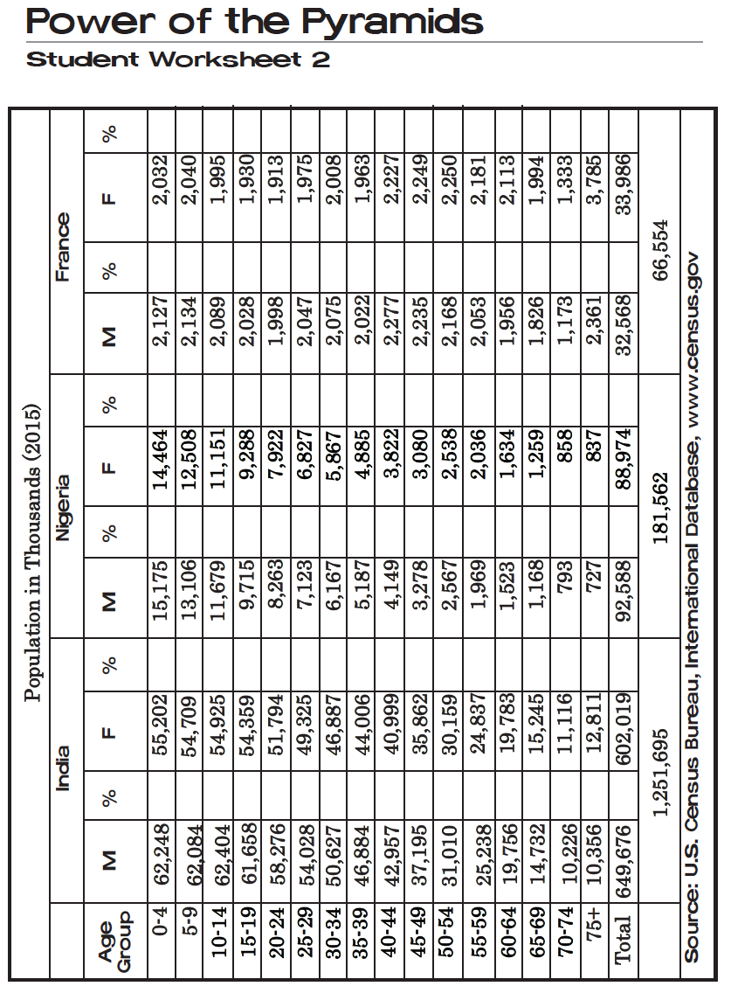 Power of the Pyramids
Student Worksheet 2
Population in Thousands (2015)
India Nigeria France
Age Group M % F % M % F % M % F %
0-4 62,248 55,202 15,175 14,464 2,127 2,032
5-9 62,084 54,709 13,106 12,508 2,134 2,040
10-14 62,404 54,925 11,679 11,151 2,089 1,995
15-19 61,658 54,359 9,715 9,288 2,028 1,930
20-24 58,276 51,794 8,263 7,922 1,998 1,913
25-29 54,028 49,325 7,123 6,827 2,047 1,975
30-34 50,627 46,887 6,167 5,867 2,075 2,008
35-39 46,884 44,006 5,187 4,885 2,022 1,963
40-44 42,957 40,999 4,149 3,822 2,277 2,227
45-49 37,195 35,862 3,278 3,080 2,235 2,249
50-54 31,010 30,159 2,567 2,538 2,168 2,250
55-59 25,238 24,837 1,969 2,036 2,053 2,181
60-64 19,756 19,783 1,523 1,634 1,956 2,113
65-69 14,732 15,245 1,168 1,259 1,826 1,994
70-74 10,226 11,116 793 858 1,173 1,333
75+ 10,356 12,811 727 837 2,361 3,785
Total 649,676 602,019 92,588 88,974 32,568 33,986
1,251,695 181,562 66,554
Source: U.S. Census Bureau, International Database, www.census.gov